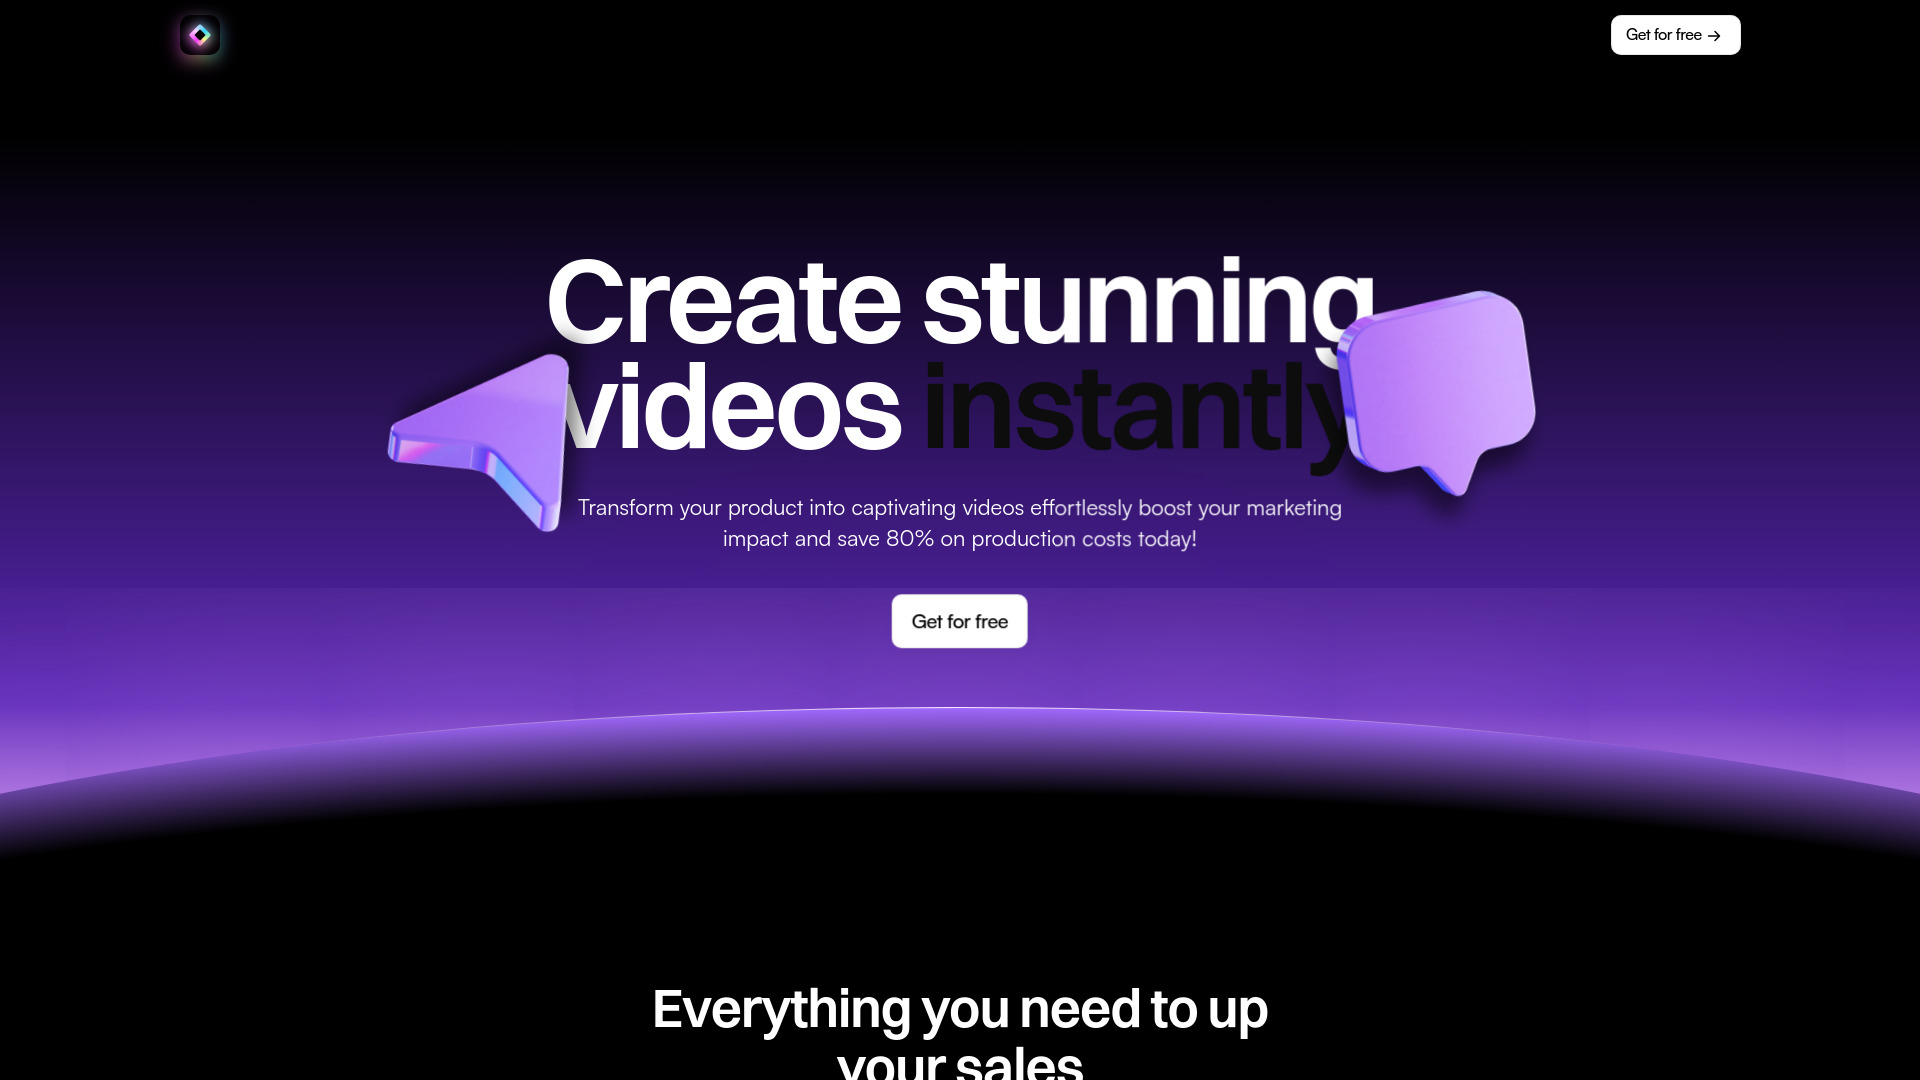 Get for free
Create stunning
videos instantly
Transform your product into captivating videos effortlessly boost your marketing
impact and save 80% on production costs today!
Get for free
Everything you need to up
your sales